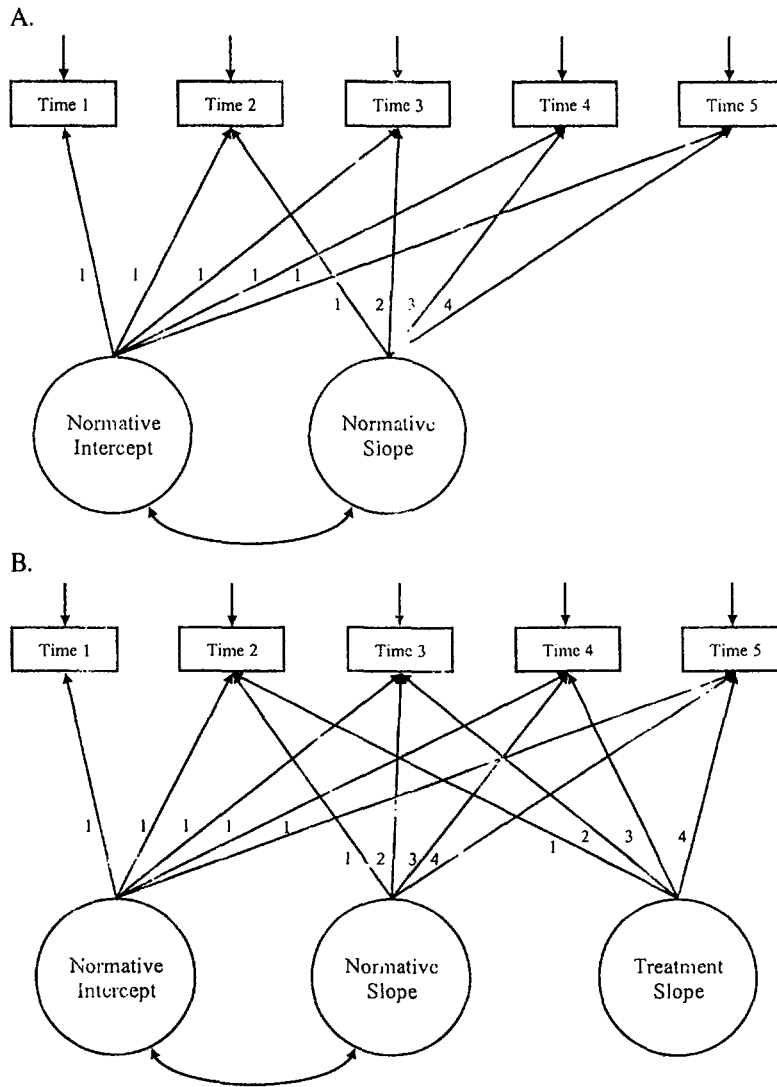 A.
Time 1 Time 2 Time 3 Time 4 Time 5
1 1 1 1 1 1 2 3 4
Normative Normative
Intercept Slope
B.
Time 1 Time 2 Time 3 Time 4 Time 5
1 1 1 1 1 1 2 3 4 1 2 3 4
Normative Normative Treatment
Intercept Slope Slope